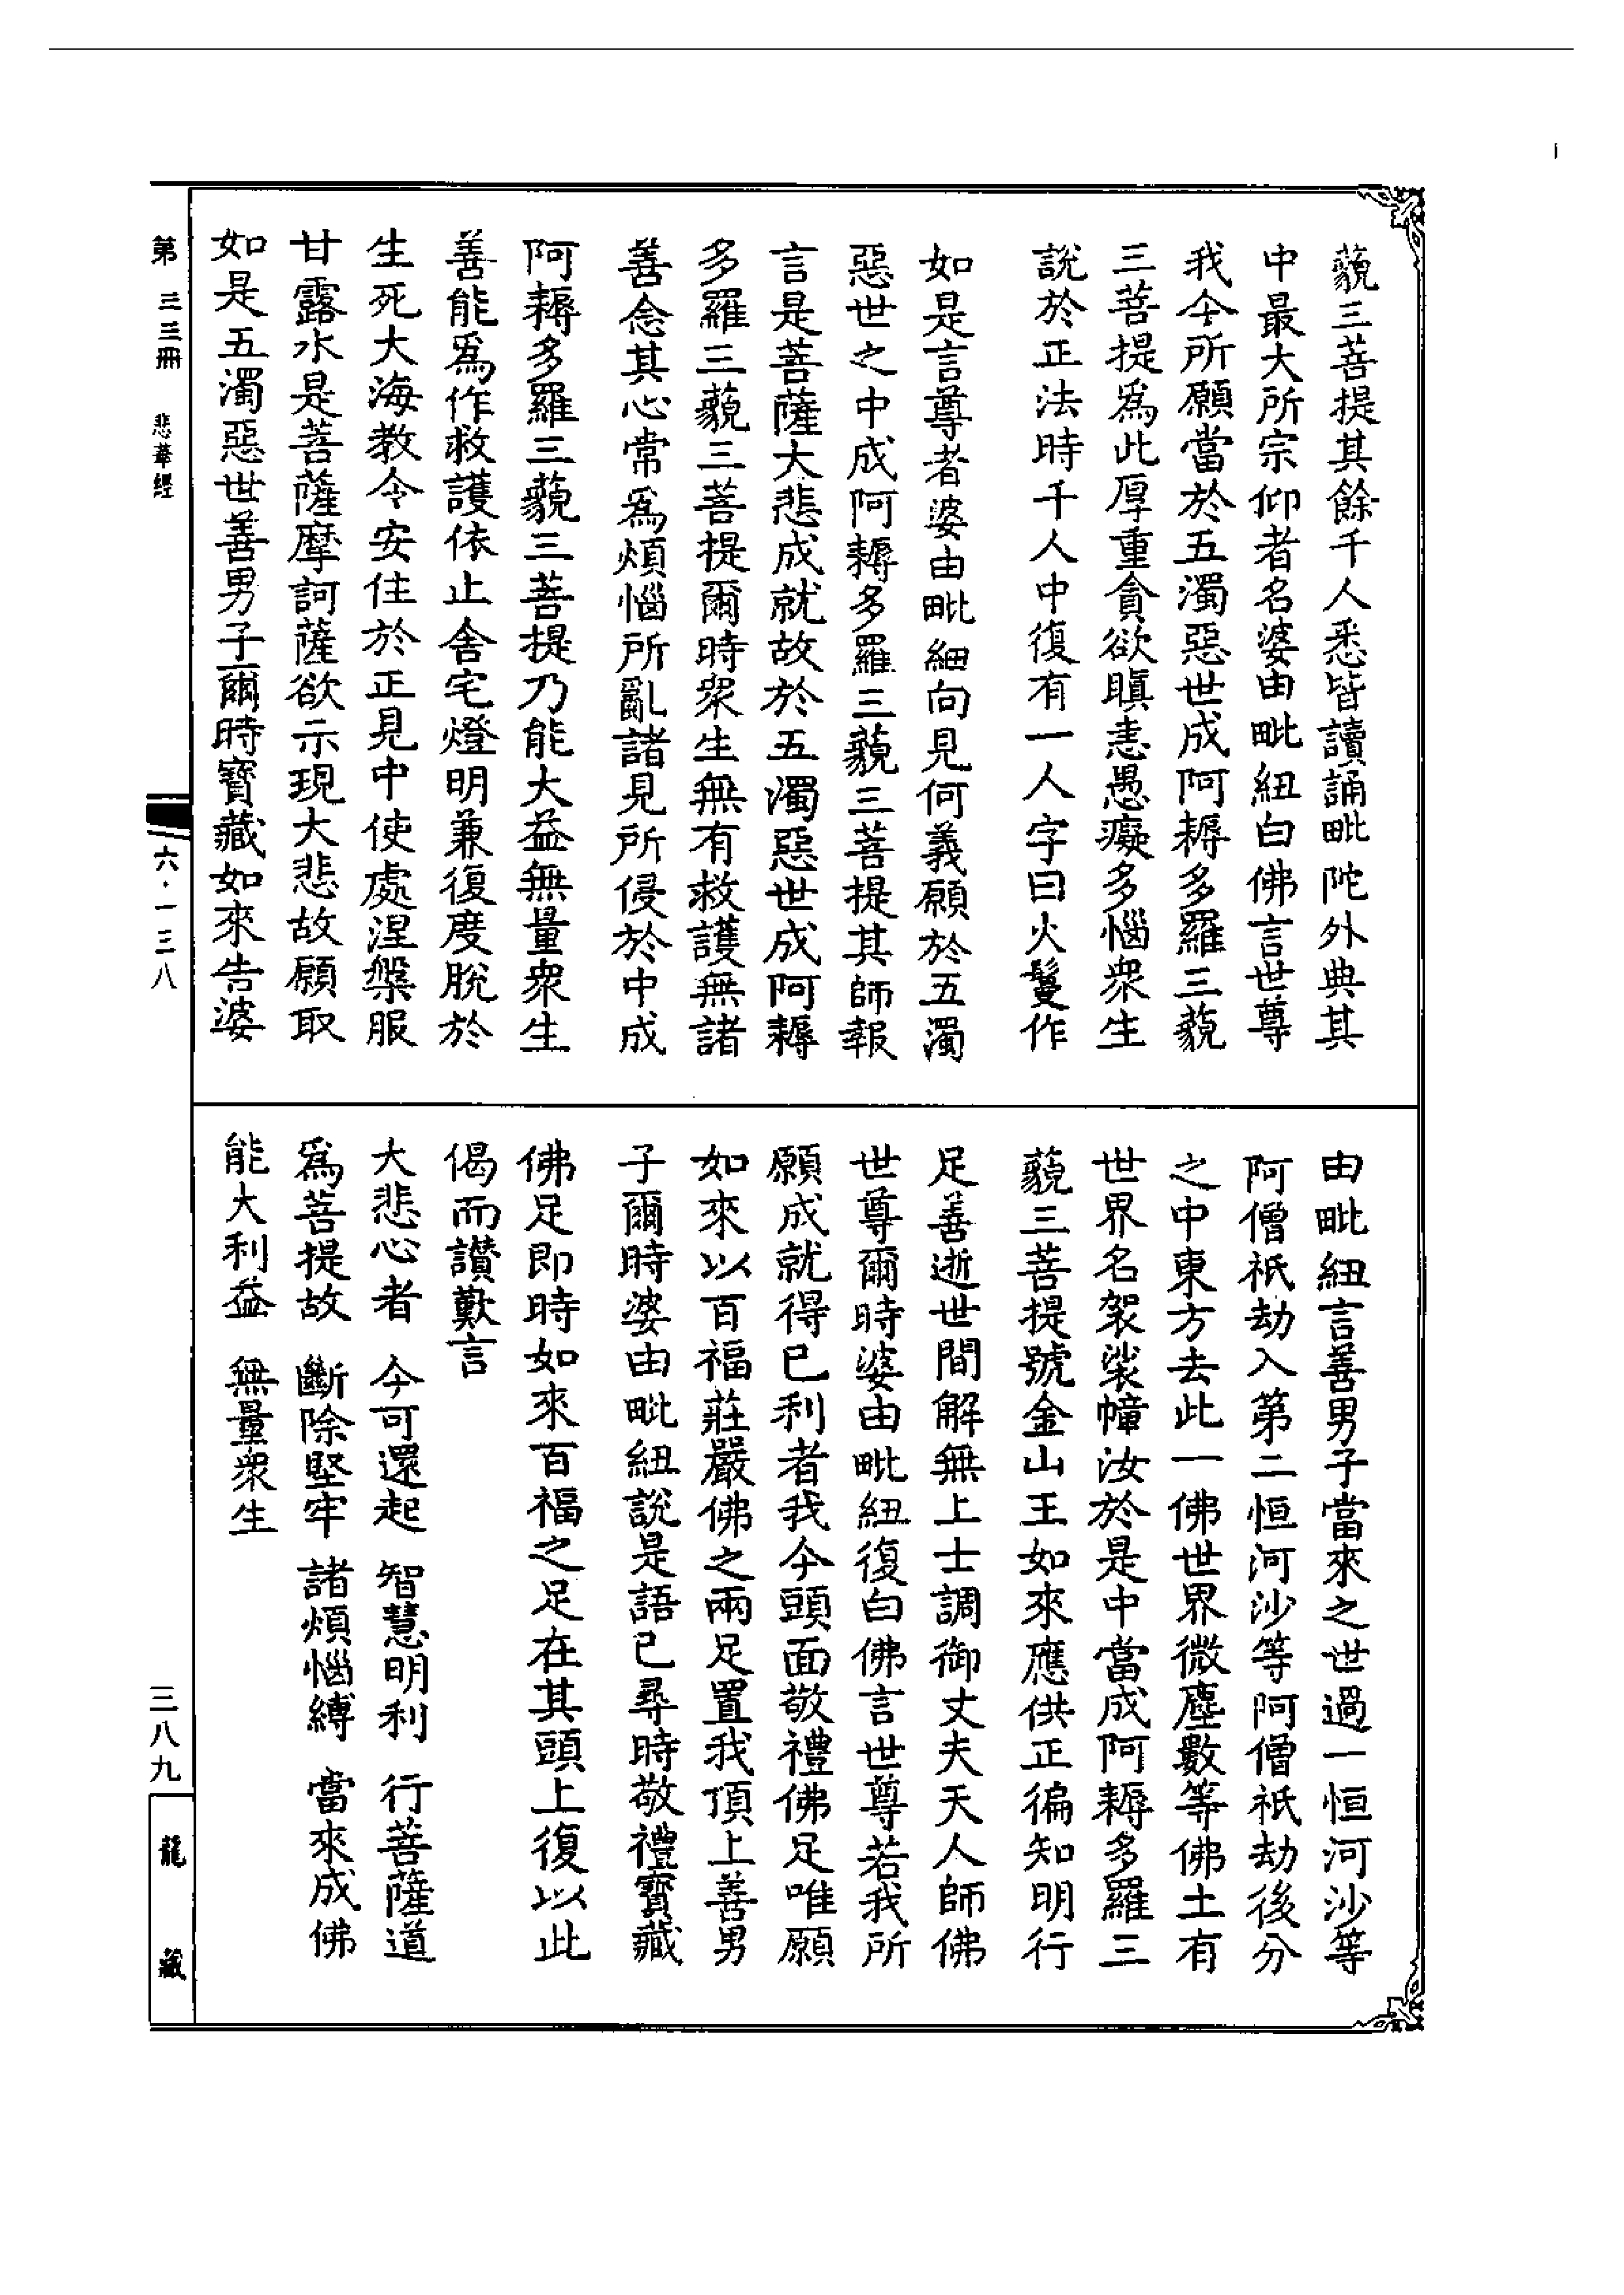 藐三菩提其餘千人悉皆讀誦毗陀外典其
中最大所宗仰者名婆由毗紐白佛言世尊
我今所願當於五濁惡世成阿耨多羅三藐
三菩提爲此厚重貪欲瞋恚愚癡多惱衆生
說於正法時千人中復有一人字曰火鬘作
如是言尊者婆由毗細向見何義願於五濁
惡世之中成阿耨多羅三藐三菩提其師報
言是菩薩大悲成就故於五濁惡世成阿耨
多羅三藐三菩提爾時衆生無有救護無諸
善念其心常爲煩惱所亂諸見所侵於中成
阿耨多羅三藐三菩提乃能大益無量衆生
善能爲作救護依止舍宅燈明兼復度脫於
生死大海教令安住於正見中使處涅槃服
甘露水是菩薩摩訶薩欲示現大悲故願取
如是五濁惡世善男子爾時寶藏如來告婆
由毗紐言善男子當來之世過一恒河沙等
阿僧祇劫入第二恒河沙等阿僧祇劫後分
之中東方去此一佛世界微塵數等佛土有
世界名袈裟幢汝於是中當成阿耨多羅三
藐三菩提號金山王如來應供正徧知明行
足善逝世間解無上士調御丈夫天人師佛
世尊爾時婆由毗紐復白佛言世尊若我所
願成就得已利者我今頭面敬禮佛足唯願
如來以百福莊嚴佛之兩足置我頂上善男
子爾時婆由毗紐說是語已尋時敬禮寶藏
佛足即時如來百福之足在其頭上復以此
偈而讃歎言
大悲心者 今可還起 智慧明利 行菩薩道
爲菩提故 斷除堅牢 諸煩惱縛 當來成佛
能大利益 無量衆生
第三三冊 悲華經
六·一三八
三八九
龍藏